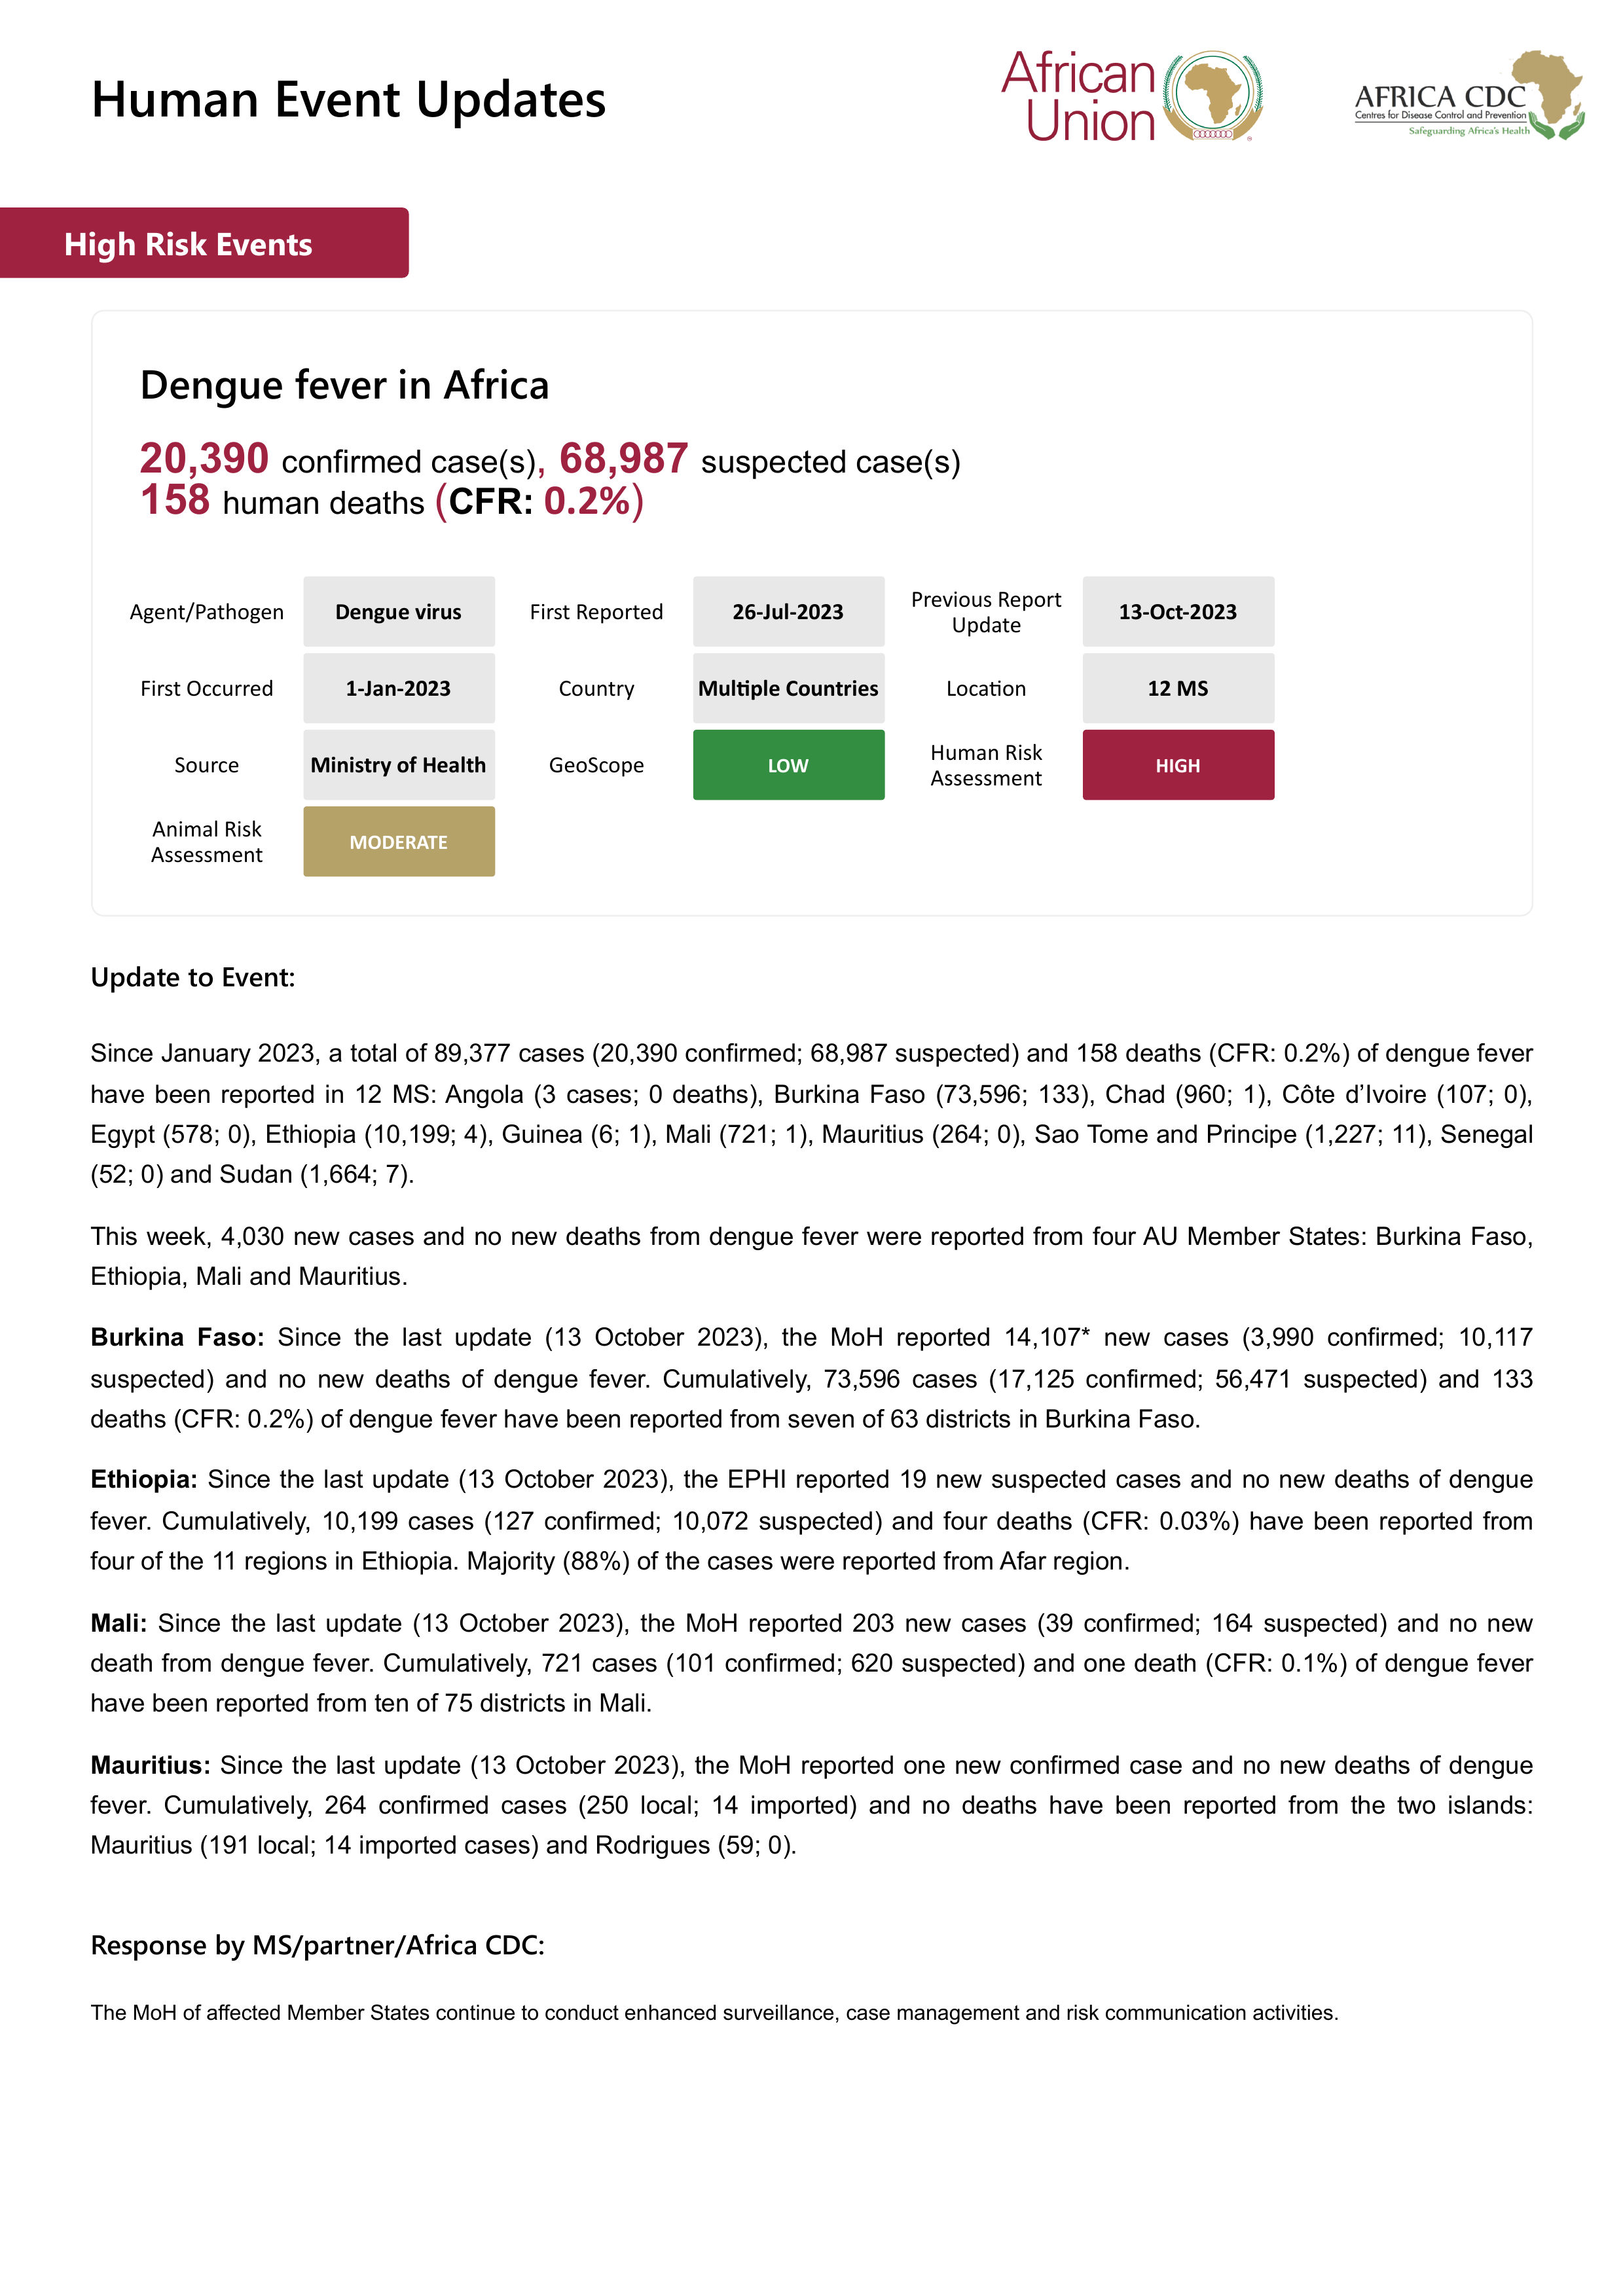 Human Event Updates
African
Union
AFRICA CDC
Centres for Disease Control and Prevention
Safeguarding Africa's Health
High Risk Events
Dengue fever in Africa
20,390 confirmed case(s), 68,987 suspected case(s)
158 human deaths (CFR: 0.2%)
Agent/Pathogen Dengue virus First Reported 26-Jul-2023 Previous Report Update 13-Oct-2023
First Occurred 1-Jan-2023 Country Multiple Countries Location 12 MS
Source Ministry of Health GeoScope LOW Human Risk Assessment HIGH
Animal Risk Assessment MODERATE
Update to Event:
Since January 2023, a total of 89,377 cases (20,390 confirmed; 68,987 suspected) and 158 deaths (CFR: 0.2%) of dengue fever
have been reported in 12 MS: Angola (3 cases; 0 deaths), Burkina Faso (73,596; 133), Chad (960; 1), Côte d’Ivoire (107; 0),
Egypt (578; 0), Ethiopia (10,199; 4), Guinea (6; 1), Mali (721; 1), Mauritius (264; 0), Sao Tome and Principe (1,227; 11), Senegal
(52; 0) and Sudan (1,664; 7).
This week, 4,030 new cases and no new deaths from dengue fever were reported from four AU Member States: Burkina Faso,
Ethiopia, Mali and Mauritius.
Burkina Faso: Since the last update (13 October 2023), the MoH reported 14,107* new cases (3,990 confirmed; 10,117
suspected) and no new deaths of dengue fever. Cumulatively, 73,596 cases (17,125 confirmed; 56,471 suspected) and 133
deaths (CFR: 0.2%) of dengue fever have been reported from seven of 63 districts in Burkina Faso.
Ethiopia: Since the last update (13 October 2023), the EPHI reported 19 new suspected cases and no new deaths of dengue
fever. Cumulatively, 10,199 cases (127 confirmed; 10,072 suspected) and four deaths (CFR: 0.03%) have been reported from
four of the 11 regions in Ethiopia. Majority (88%) of the cases were reported from Afar region.
Mali: Since the last update (13 October 2023), the MoH reported 203 new cases (39 confirmed; 164 suspected) and no new
death from dengue fever. Cumulatively, 721 cases (101 confirmed; 620 suspected) and one death (CFR: 0.1%) of dengue fever
have been reported from ten of 75 districts in Mali.
Mauritius: Since the last update (13 October 2023), the MoH reported one new confirmed case and no new deaths of dengue
fever. Cumulatively, 264 confirmed cases (250 local; 14 imported) and no deaths have been reported from the two islands:
Mauritius (191 local; 14 imported cases) and Rodrigues (59; 0).
Response by MS/partner/Africa CDC:
The MoH of affected Member States continue to conduct enhanced surveillance, case management and risk communication activities.